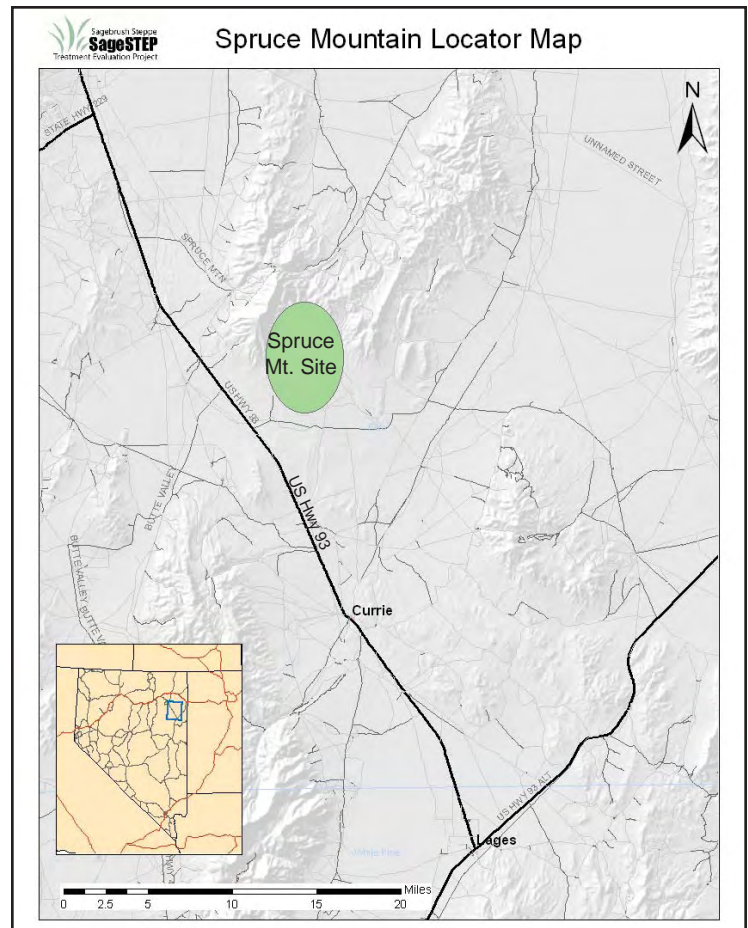 Sagebrush Steppe
SageSTEP
Treatment Evaluation Project
Spruce Mountain Locator Map
N
STATE HWY 229
UNNAMED STREET
SPRUCE MTN
Spruce
Mt. Site
US HWY 93
BUTTE VALLEY
US Hwy 93
BUTTE VALLEY
Currie
US HWY 93 ALT
Lages
Miles
0 2.5 5 10 15 20